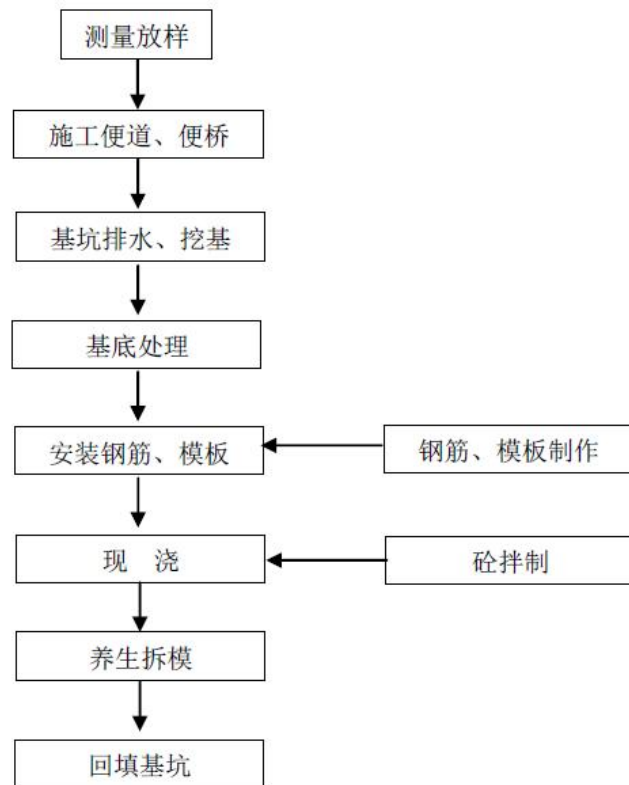 测量放样
施工便道、便桥
基坑排水、挖基
基底处理
安装钢筋、模板
钢筋、模板制作
现 浇
砼拌制
养生拆模
回填基坑